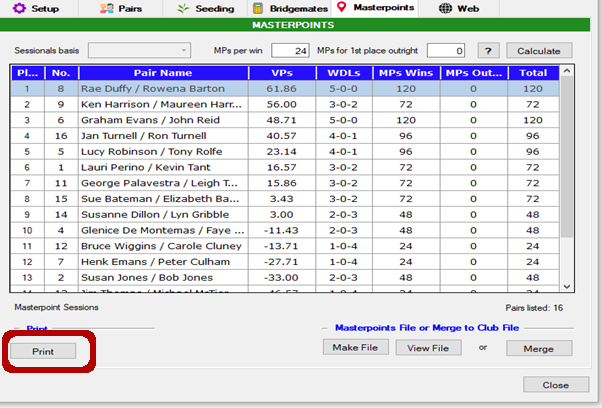 Setup Pairs Seeding Bridgemates Masterpoints Web
MASTERPOINTS
Sessionals basis MPs per win 24 MPs for 1st place outright 0 ? Calculate
Pl... No. Pair Name VPs WDLs MPs Wins MPs Out... Total
1 8 Rae Duffy / Rowena Barton 61.86 5-0-0 120 0 120
2 9 Ken Harrison / Maureen Harr... 56.00 3-0-2 72 0 72
3 6 Graham Evans / John Reid 48.71 5-0-0 120 0 120
4 16 Jan Turnell / Ron Turnell 40.57 4-0-1 96 0 96
5 5 Lucy Robinson / Tony Rolfe 23.14 4-0-1 96 0 96
6 1 Lauri Perino / Kevin Tant 16.57 3-0-2 72 0 72
7 11 George Palavestra / Leigh T... 15.86 3-0-2 72 0 72
8 15 Sue Bateman / Elizabeth Ba... 3.43 3-0-2 72 0 72
9 14 Susanne Dillon / Lyn Gribble 3.00 2-0-3 48 0 48
10 4 Glenice De Montemas / Faye ... -11.43 2-0-3 48 0 48
11 12 Bruce Wiggins / Carole Cluney -13.71 1-0-4 24 0 24
12 7 Henk Emans / Peter Culham -27.71 1-0-4 24 0 24
13 2 Susan Jones / Bob Jones -33.00 2-0-3 48 0 48
Masterpoint Sessions Pairs listed: 16
Print Masterpoints File or Merge to Club File
Print Make File View File or Merge
Close